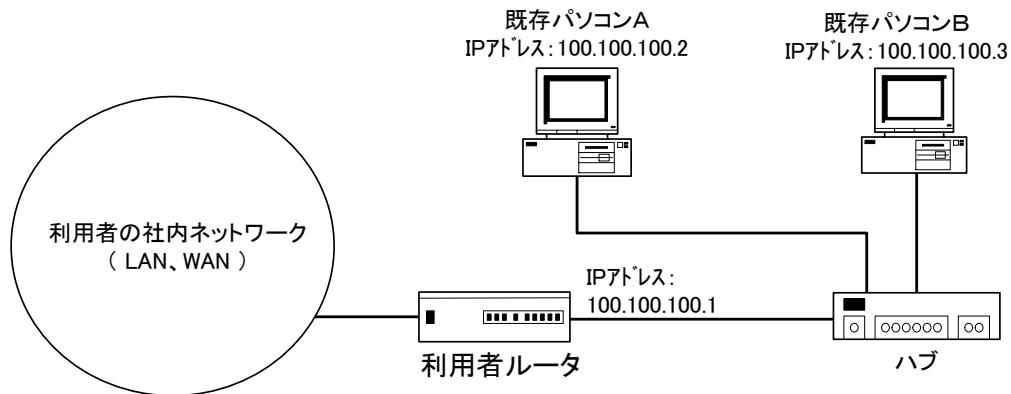 既存パソコンA
IPアドレス：100.100.100.2
既存パソコンB
IPアドレス：100.100.100.3
利用者の社内ネットワーク
（ LAN、WAN ）
IPアドレス：
100.100.100.1
利用者ルータ
ハブ